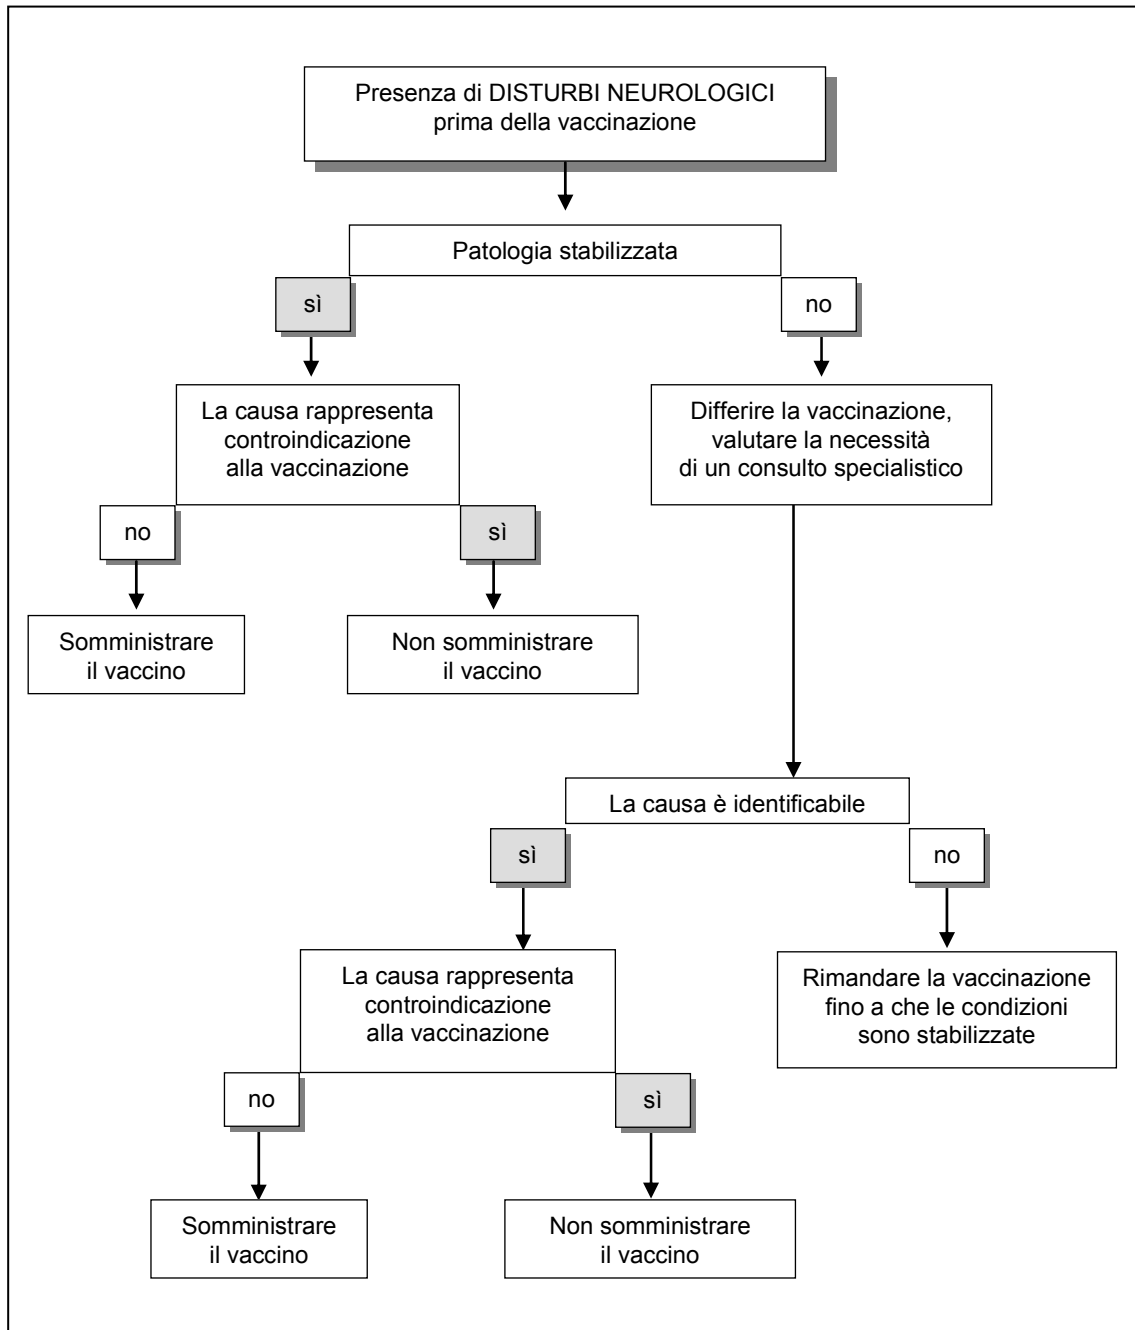 Presenza di DISTURBI NEUROLOGICI
prima della vaccinazione
Patologia stabilizzata
sì
no
La causa rappresenta
controindicazione
alla vaccinazione
Differire la vaccinazione,
valutare la necessità
di un consulto specialistico
no
sì
Somministrare
il vaccino
Non somministrare
il vaccino
La causa è identificabile
sì
no
La causa rappresenta
controindicazione
alla vaccinazione
Rimandare la vaccinazione
fino a che le condizioni
sono stabilizzate
no
sì
Somministrare
il vaccino
Non somministrare
il vaccino